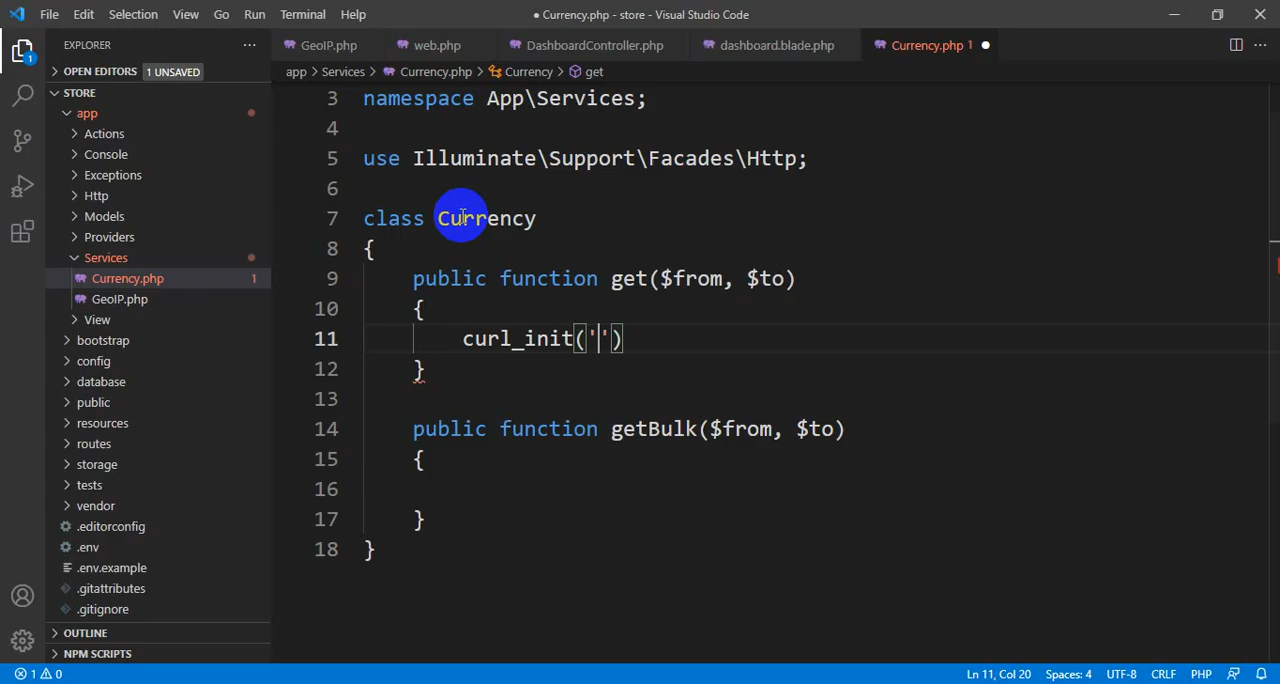 File Edit Selection View Go Run Terminal Help ● Currency.php - store - Visual Studio Code
EXPLORER ···
GeoIP.php web.php DashboardController.php dashboard.blade.php Currency.php 1 ● ···
1
OPEN EDITORS 1 UNSAVED
app > Services > Currency.php > Currency > get
STORE
app
Actions
Console
Exceptions
Http
Models
Providers
Services
Currency.php 1
GeoIP.php
View
bootstrap
config
database
public
resources
routes
storage
tests
vendor
.editorconfig
.env
.env.example
.gitattributes
.gitignore
OUTLINE
NPM SCRIPTS
3 namespace App\Services;
4
5 use Illuminate\Support\Facades\Http;
6
7 class Currency
8 {
9 public function get($from, $to)
10 {
11 curl_init('')
12 }
13
14 public function getBulk($from, $to)
15 {
16
17 }
18 }
1 0 Ln 11, Col 20 Spaces: 4 UTF-8 CRLF PHP